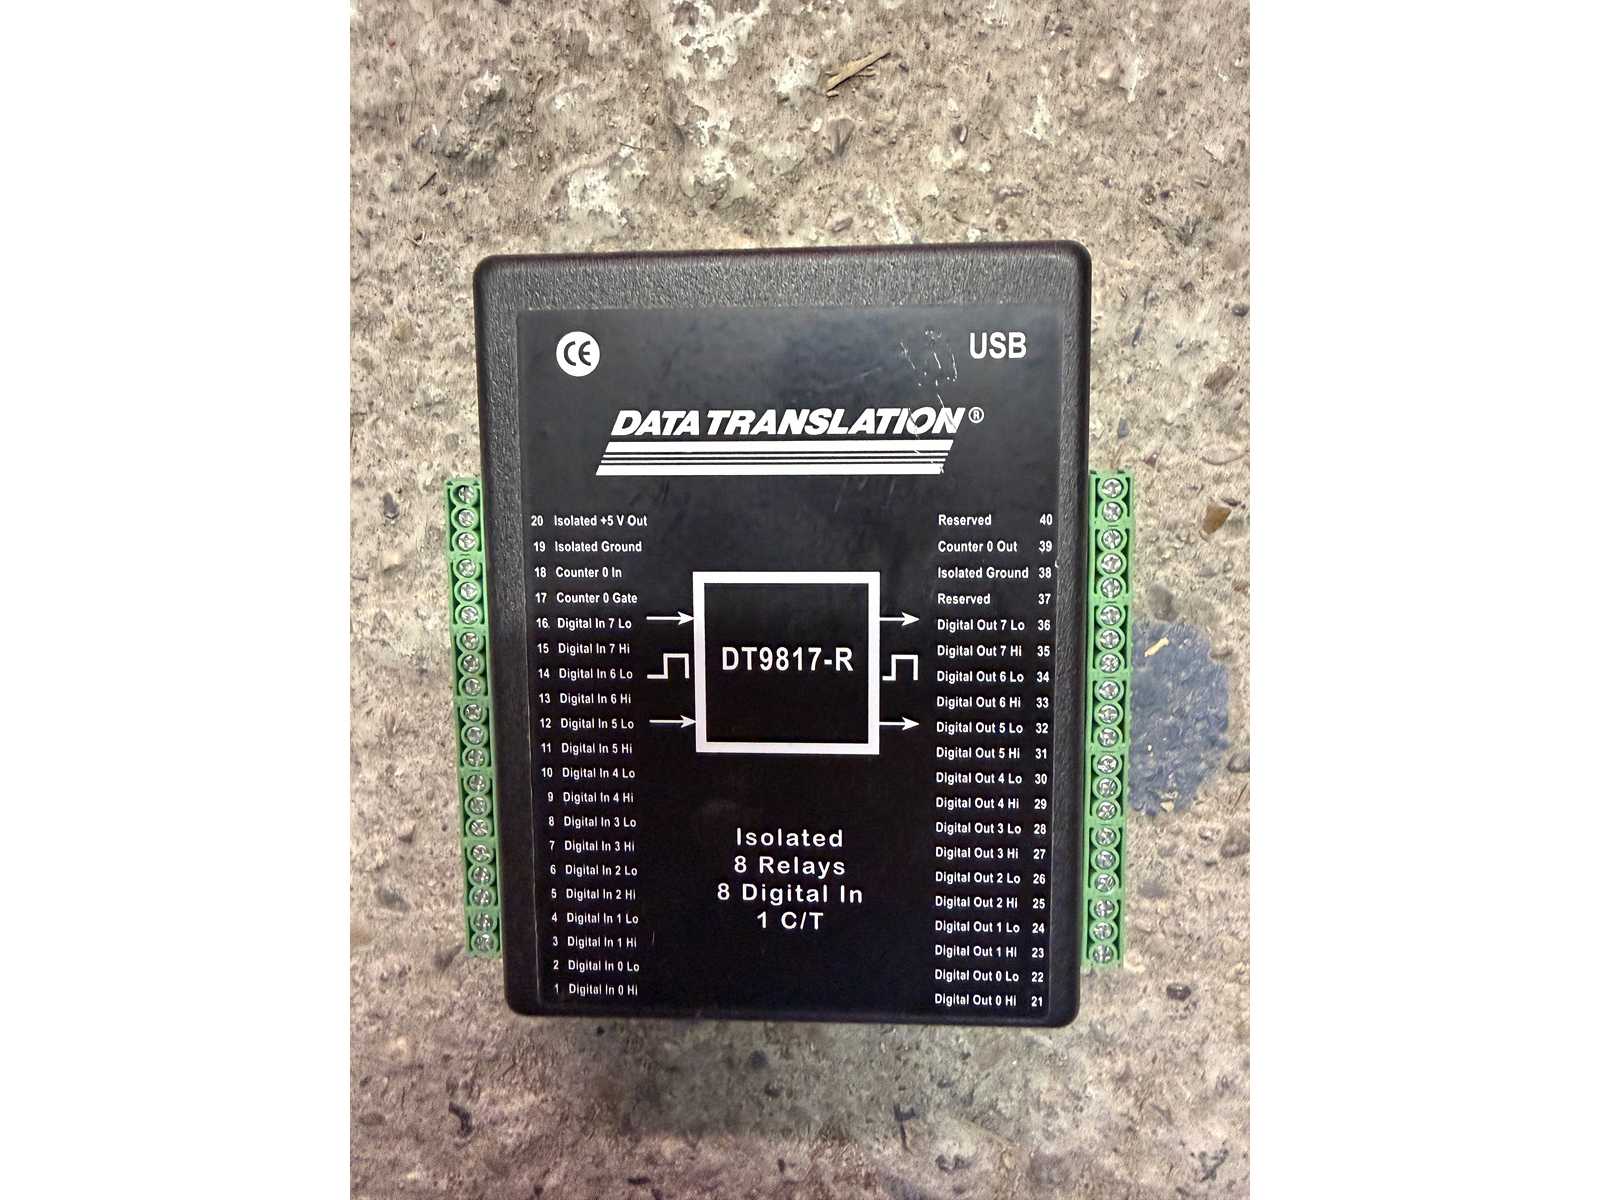 CE
USB
DATA TRANSLATION®
20 Isolated +5 V Out
19 Isolated Ground
18 Counter 0 In
17 Counter 0 Gate
16 Digital In 7 Lo
15 Digital In 7 Hi
14 Digital In 6 Lo
13 Digital In 6 Hi
12 Digital In 5 Lo
11 Digital In 5 Hi
10 Digital In 4 Lo
9 Digital In 4 Hi
8 Digital In 3 Lo
7 Digital In 3 Hi
6 Digital In 2 Lo
5 Digital In 2 Hi
4 Digital In 1 Lo
3 Digital In 1 Hi
2 Digital In 0 Lo
1 Digital In 0 Hi
DT9817-R
Isolated
8 Relays
8 Digital In
1 C/T
Reserved 40
Counter 0 Out 39
Isolated Ground 38
Reserved 37
Digital Out 7 Lo 36
Digital Out 7 Hi 35
Digital Out 6 Lo 34
Digital Out 6 Hi 33
Digital Out 5 Lo 32
Digital Out 5 Hi 31
Digital Out 4 Lo 30
Digital Out 4 Hi 29
Digital Out 3 Lo 28
Digital Out 3 Hi 27
Digital Out 2 Lo 26
Digital Out 2 Hi 25
Digital Out 1 Lo 24
Digital Out 1 Hi 23
Digital Out 0 Lo 22
Digital Out 0 Hi 21